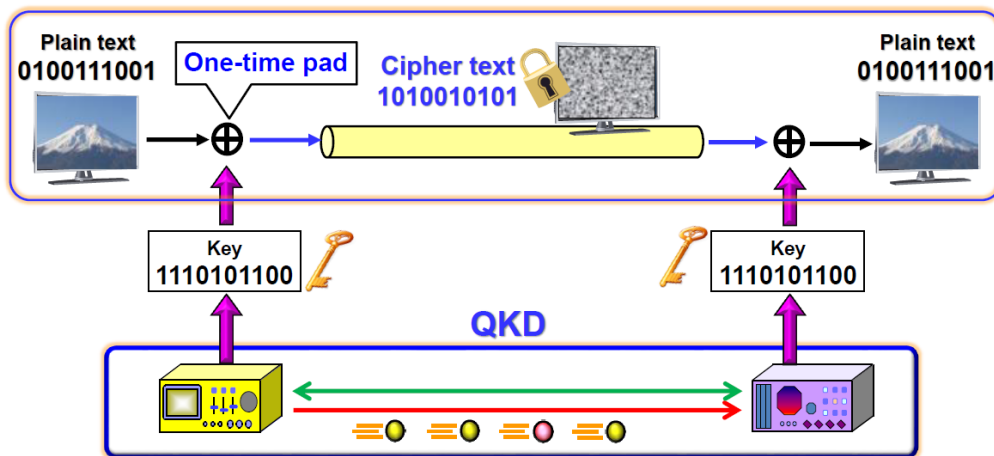 Plain text
0100111001
One-time pad
Cipher text
1010010101
Plain text
0100111001
Key
1110101100
Key
1110101100
QKD